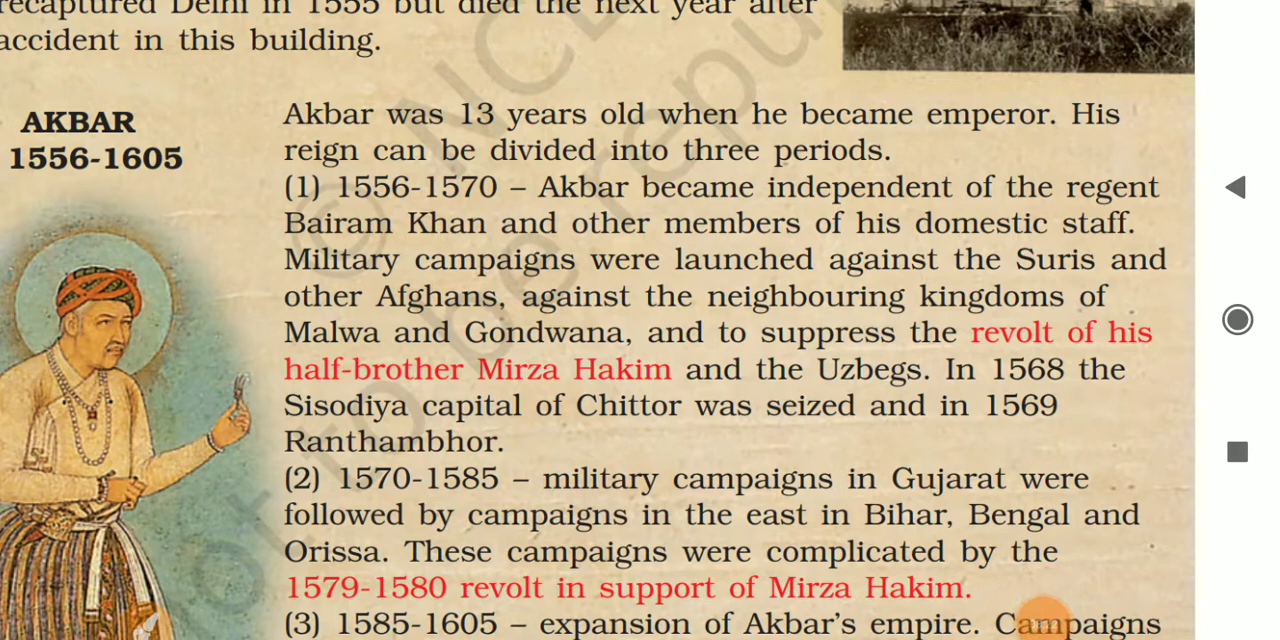 recaptured Delhi in 1555 but died the next year after
accident in this building.
AKBAR
1556-1605
Akbar was 13 years old when he became emperor. His
reign can be divided into three periods.
(1) 1556-1570 – Akbar became independent of the regent
Bairam Khan and other members of his domestic staff.
Military campaigns were launched against the Suris and
other Afghans, against the neighbouring kingdoms of
Malwa and Gondwana, and to suppress the revolt of his
half-brother Mirza Hakim and the Uzbegs. In 1568 the
Sisodiya capital of Chittor was seized and in 1569
Ranthambhor.
(2) 1570-1585 – military campaigns in Gujarat were
followed by campaigns in the east in Bihar, Bengal and
Orissa. These campaigns were complicated by the
1579-1580 revolt in support of Mirza Hakim.
(3) 1585-1605 – expansion of Akbar's empire. Campaigns